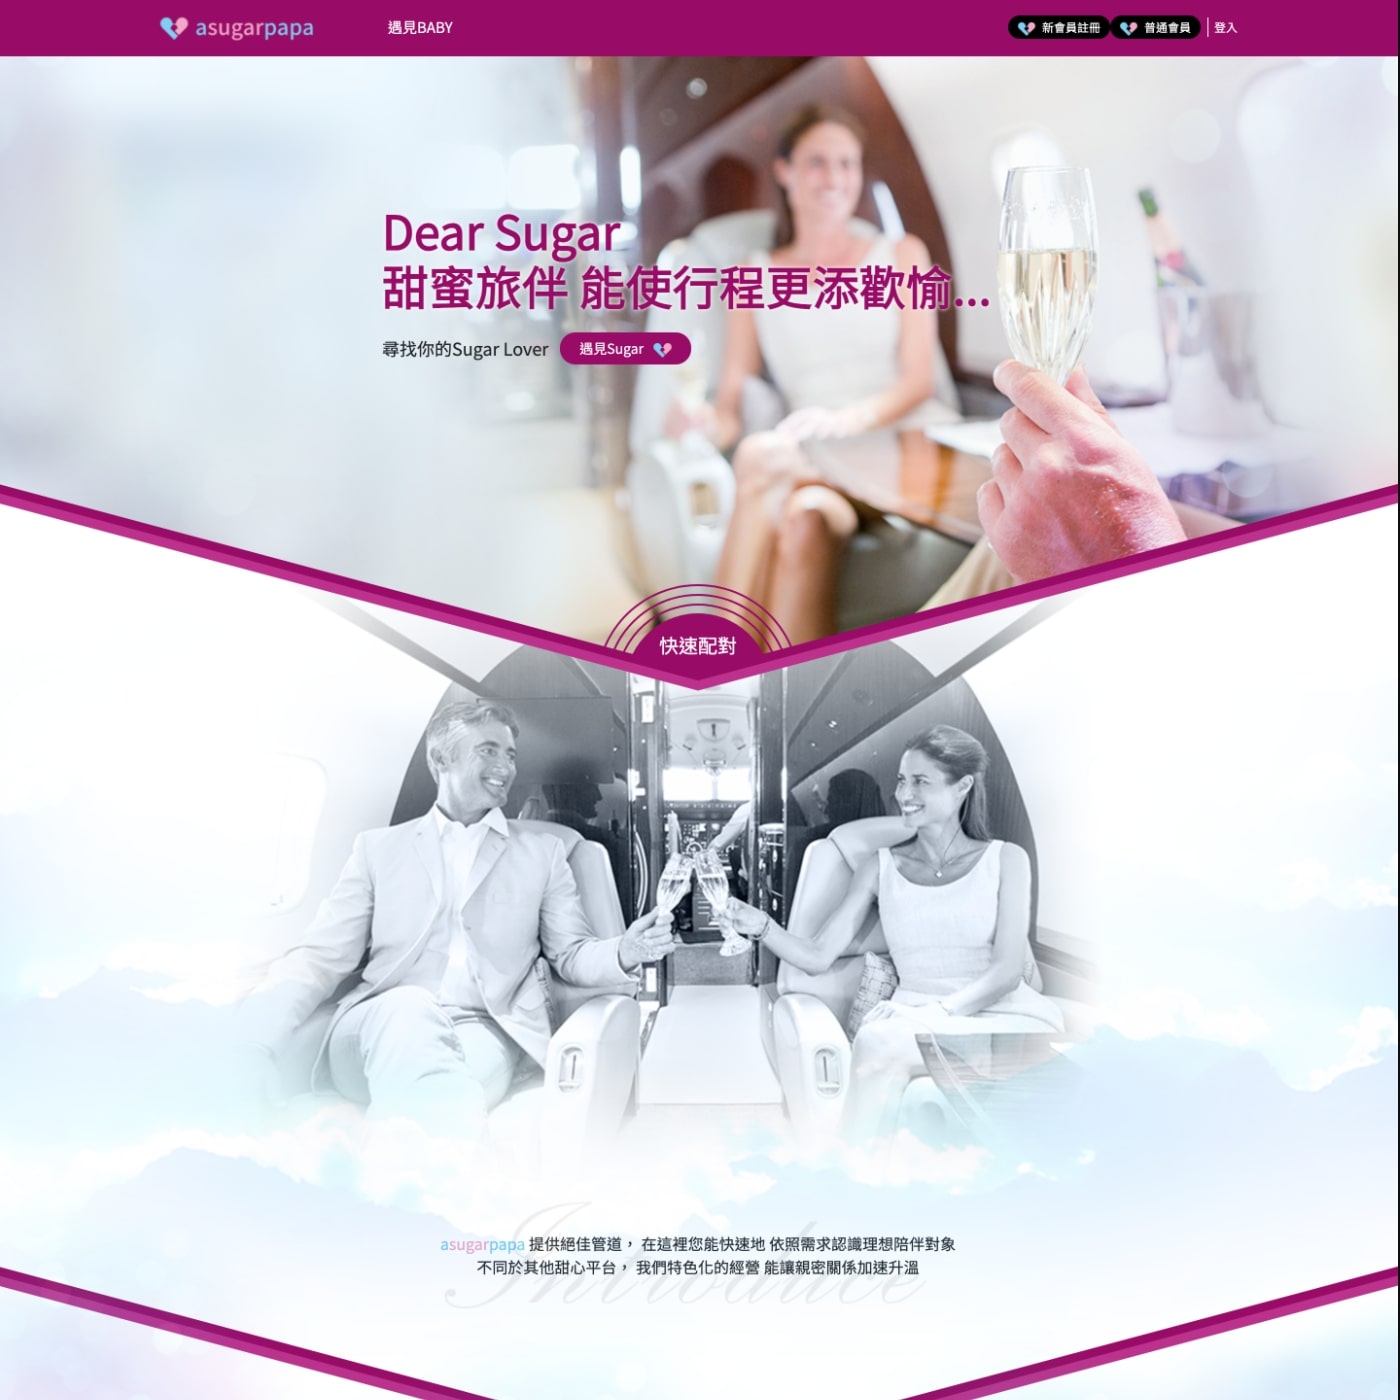 asugarpapa
遇見BABY
新會員註冊
普通會員
登入
Dear Sugar
甜蜜旅伴 能使行程更添歡愉...
尋找你的Sugar Lover
遇見Sugar
快速配對
Introduce
asugarpapa 提供絕佳管道， 在這裡您能快速地 依照需求認識理想陪伴對象
不同於其他甜心平台， 我們特色化的經營 能讓親密關係加速升溫